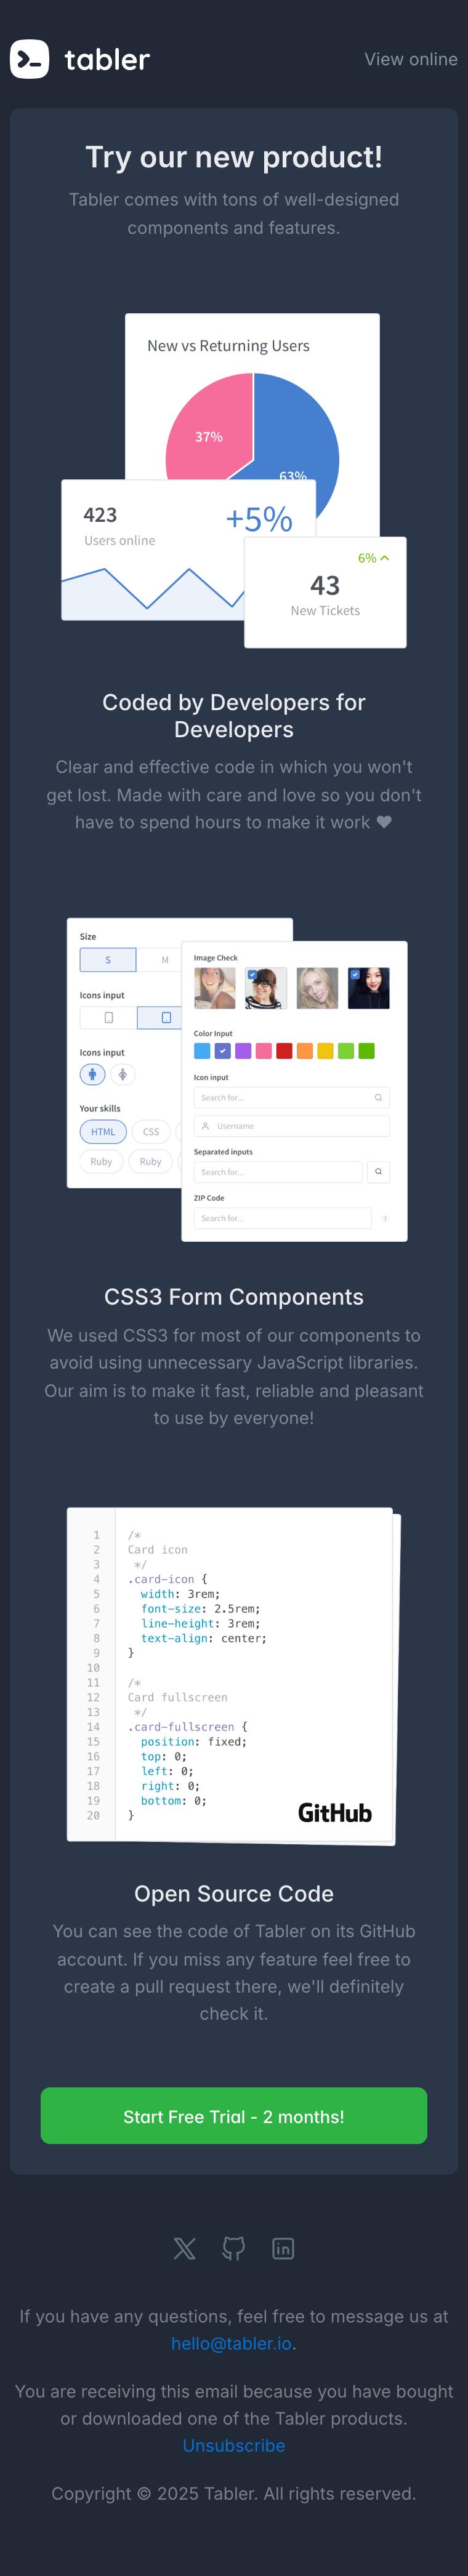 tabler
View online
Try our new product!
Tabler comes with tons of well-designed
components and features.
New vs Returning Users
37%
63%
423
+5%
Users online
6%
43
New Tickets
Coded by Developers for
Developers
Clear and effective code in which you won't
get lost. Made with care and love so you don't
have to spend hours to make it work ❤
Size
S
M
Icons input
Icons input
Your skills
HTML
CSS
Ruby
Ruby
Image Check
Color Input
Icon input
Search for...
Username
Separated inputs
Search for...
ZIP Code
Search for...
?
CSS3 Form Components
We used CSS3 for most of our components to
avoid using unnecessary JavaScript libraries.
Our aim is to make it fast, reliable and pleasant
to use by everyone!
1 /*
2 Card icon
3 */
4 .card-icon {
5 width: 3rem;
6 font-size: 2.5rem;
7 line-height: 3rem;
8 text-align: center;
9 }
10
11 /*
12 Card fullscreen
13 */
14 .card-fullscreen {
15 position: fixed;
16 top: 0;
17 left: 0;
18 right: 0;
19 bottom: 0;
20 }
GitHub
Open Source Code
You can see the code of Tabler on its GitHub
account. If you miss any feature feel free to
create a pull request there, we'll definitely
check it.
Start Free Trial - 2 months!
If you have any questions, feel free to message us at
hello@tabler.io.
You are receiving this email because you have bought
or downloaded one of the Tabler products.
Unsubscribe
Copyright © 2025 Tabler. All rights reserved.